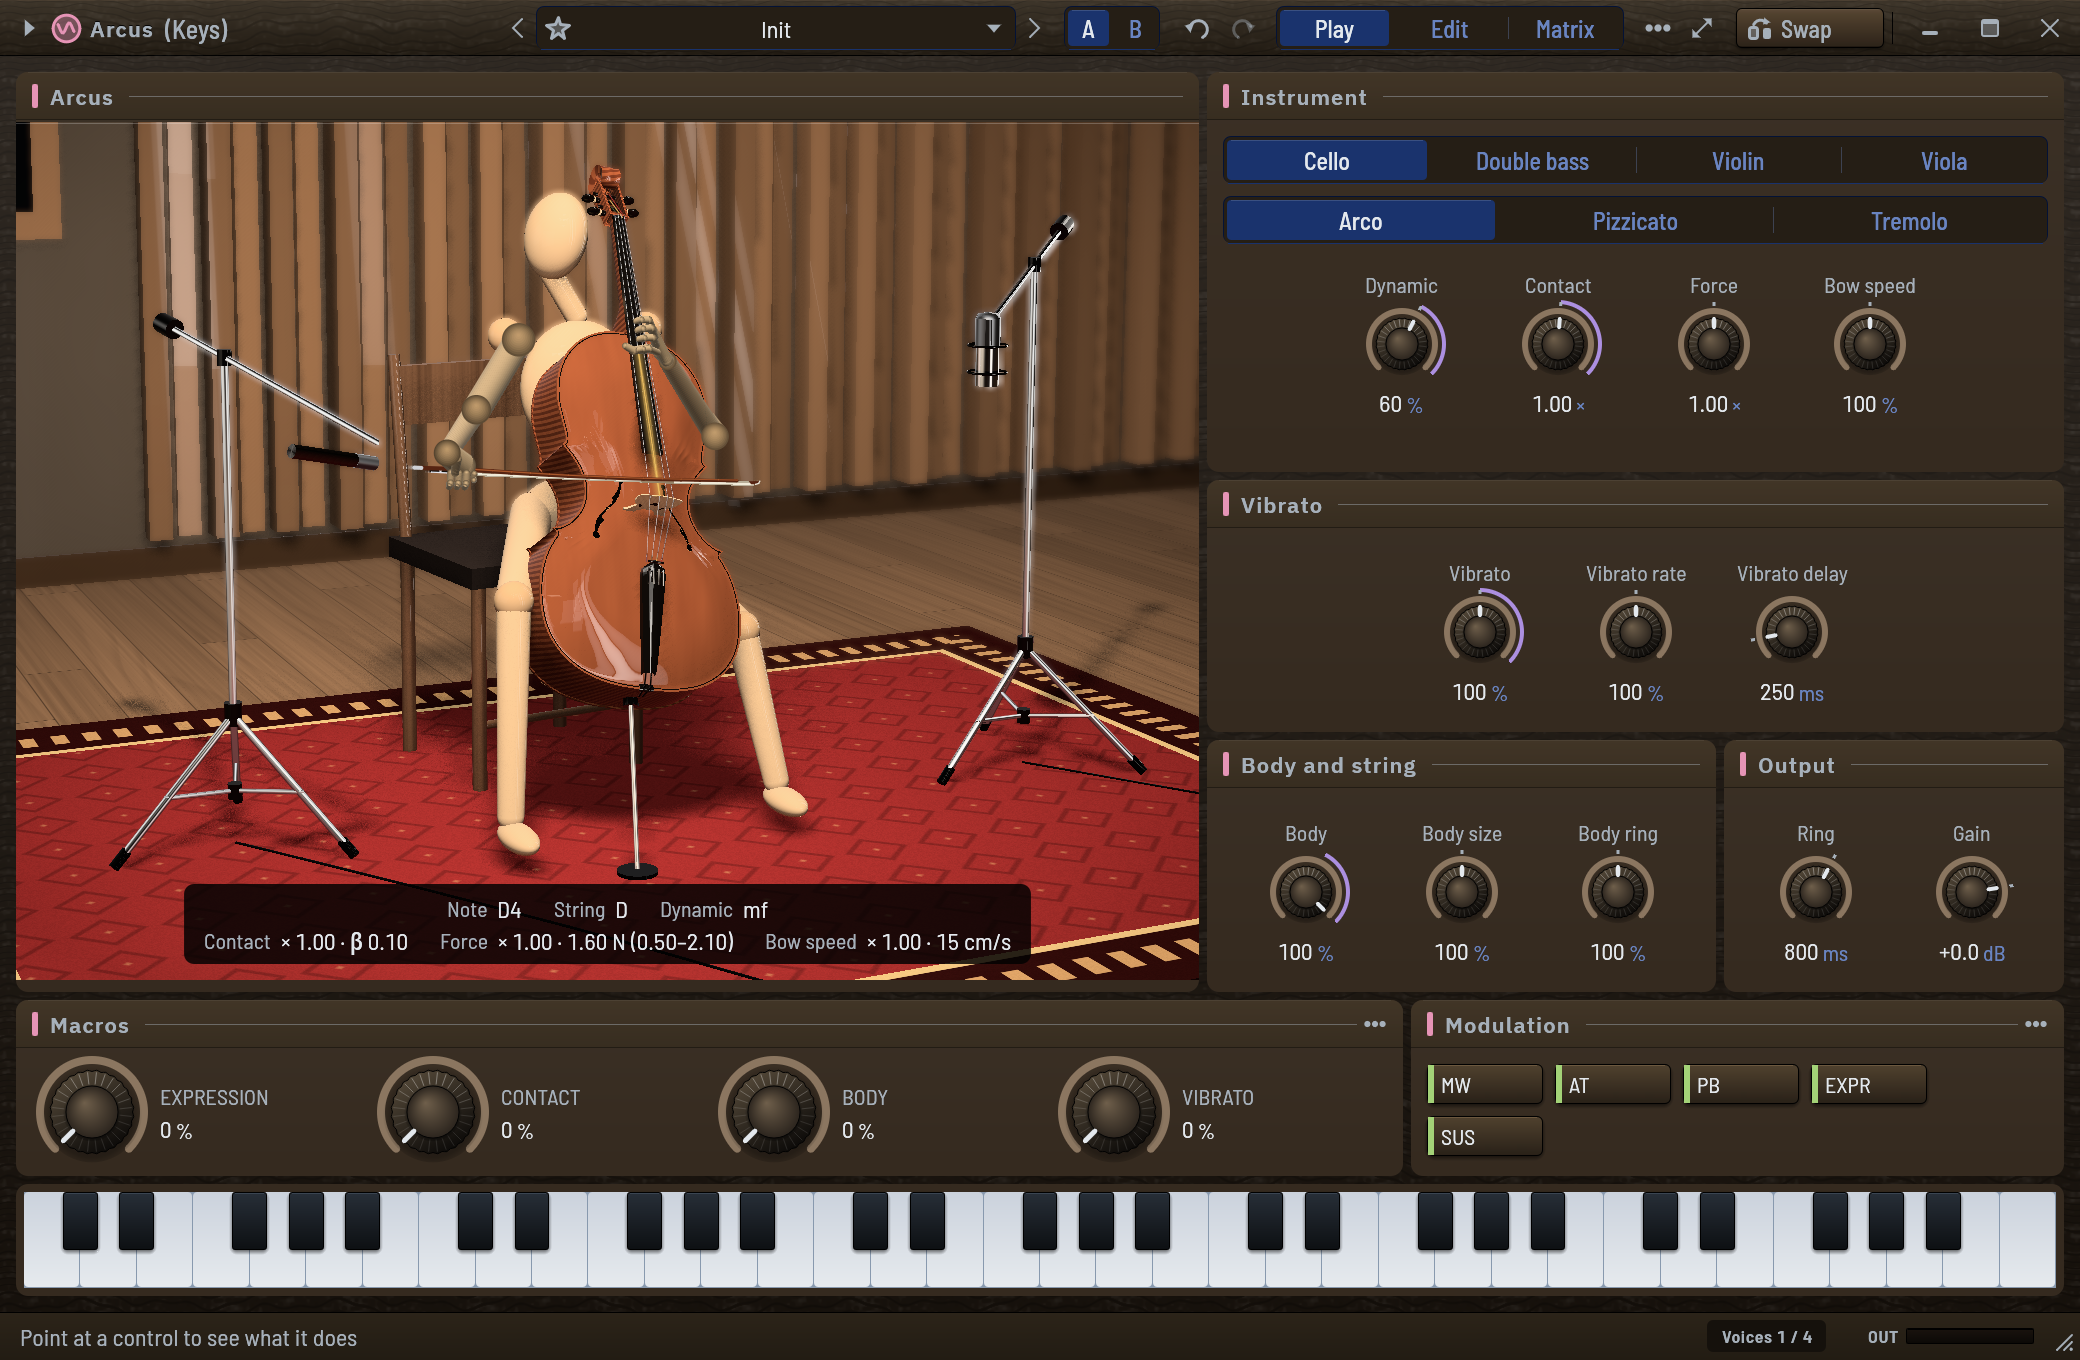 Arcus (Keys)
Init
A B
Play Edit Matrix
Swap
Arcus
Instrument
Cello Double bass Violin Viola
Arco Pizzicato Tremolo
Dynamic Contact Force Bow speed
60 % 1.00 × 1.00 × 100 %
Vibrato
Vibrato Vibrato rate Vibrato delay
100 % 100 % 250 ms
Body and string
Body Body size Body ring
100 % 100 % 100 %
Output
Ring Gain
800 ms +0.0 dB
Note D4 String D Dynamic mf
Contact × 1.00 · β 0.10 Force × 1.00 · 1.60 N (0.50–2.10) Bow speed × 1.00 · 15 cm/s
Macros
EXPRESSION CONTACT BODY VIBRATO
0 % 0 % 0 % 0 %
Modulation
MW AT PB EXPR
SUS
Point at a control to see what it does
Voices 1 / 4 OUT